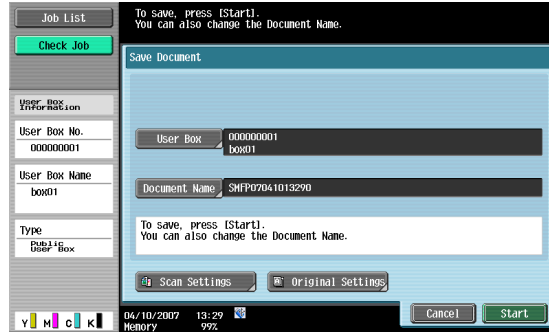 Job List
Check Job
To save, press [Start].
You can also change the Document Name.
Save Document
User Box
Information
User Box No.
000000001
User Box Name
box01
Type
Public
User Box
User Box
000000001
box01
Document Name
SMFP07041013290
To save, press [Start].
You can also change the Document Name.
Scan Settings
Original Settings
Y M C K
04/10/2007 13:29
Memory 99%
Cancel
Start